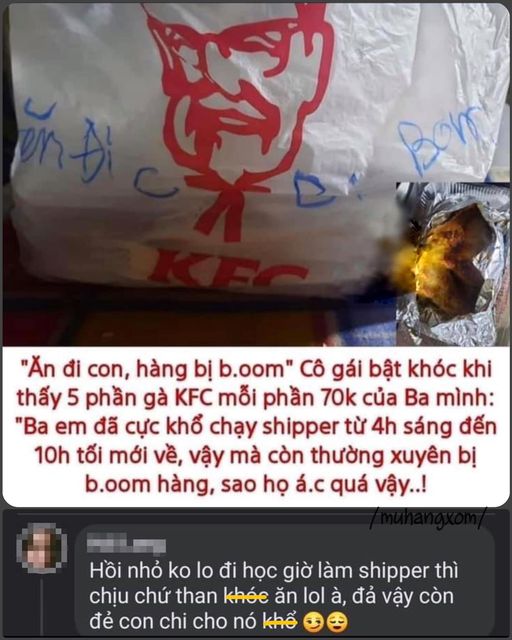 ăn Đi
C
Bị
Bom
KFC
"Ăn đi con, hàng bị b.oom" Cô gái bật khóc khi
thấy 5 phần gà KFC mỗi phần 70k của Ba mình:
"Ba em đã cực khổ chạy shipper từ 4h sáng đến
10h tối mới về, vậy mà còn thường xuyên bị
b.oom hàng, sao họ á.c quá vậy..!
/muhangxom/
Hồi nhỏ ko lo đi học giờ làm shipper thì
chịu chứ than khóc ăn lol à, đả vậy còn
đẻ con chi cho nó khổ 😏😌